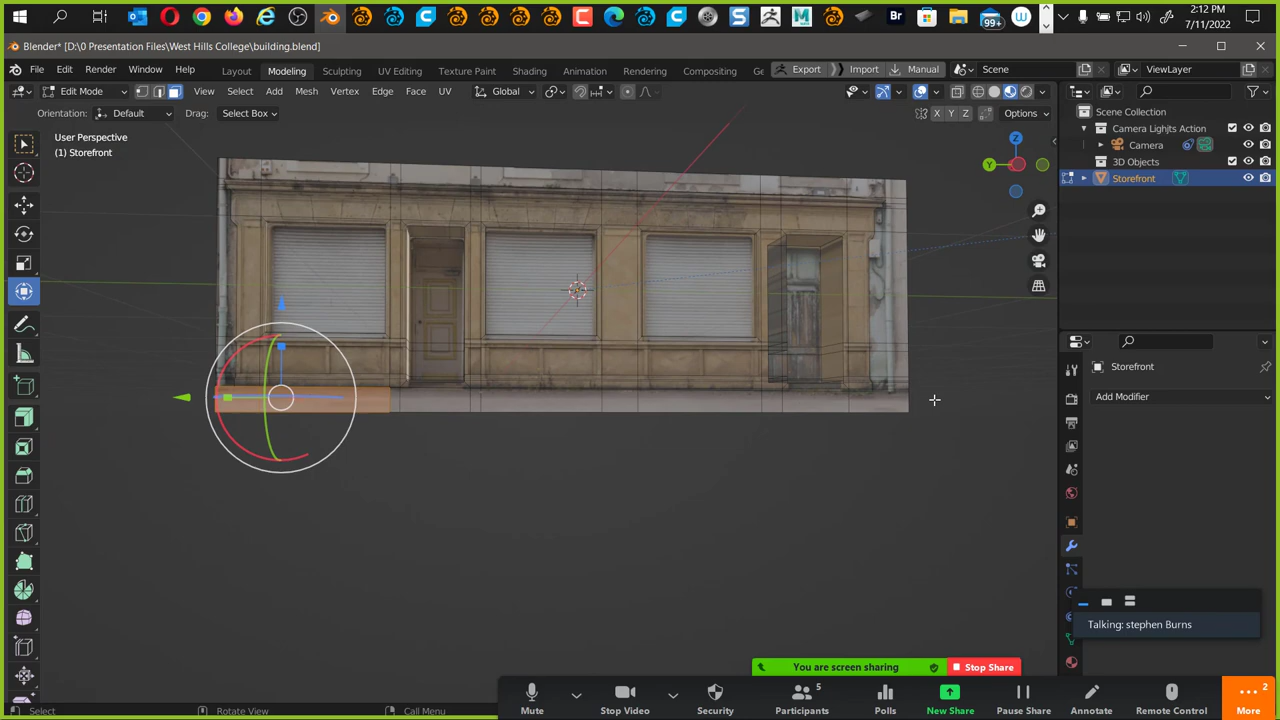 99+
2:12 PM
7/11/2022
Blender* [D:\0 Presentation Files\West Hills College\building.blend]
File Edit Render Window Help Layout Modeling Sculpting UV Editing Texture Paint Shading Animation Rendering Compositing Ge Export Import Manual Scene ViewLayer
Edit Mode View Select Add Mesh Vertex Edge Face UV Global
Orientation: Default Drag: Select Box X Y Z Options
User Perspective
(1) Storefront
Z
Y
Scene Collection
Camera Lights Action
Camera
3D Objects
Storefront
Storefront
Add Modifier
Talking: stephen Burns
You are screen sharing Stop Share
5
2
Mute Stop Video Security Participants Polls New Share Pause Share Annotate Remote Control More
Select Rotate View Call Menu